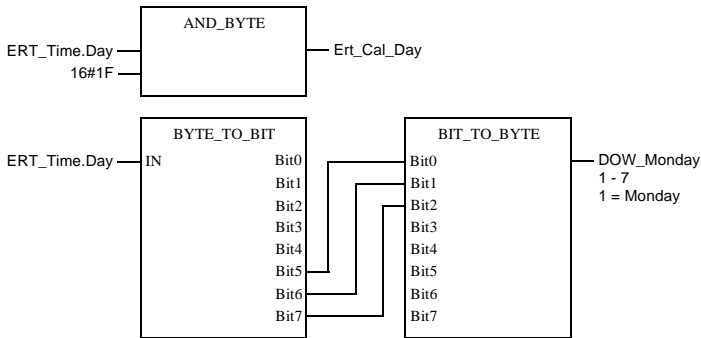 AND_BYTE
ERT_Time.Day
Ert_Cal_Day
16#1F
BYTE_TO_BIT
BIT_TO_BYTE
ERT_Time.Day
IN
Bit0
Bit0
DOW_Monday
Bit1
Bit1
1 - 7
Bit2
Bit2
1 = Monday
Bit3
Bit3
Bit4
Bit4
Bit5
Bit5
Bit6
Bit6
Bit7
Bit7